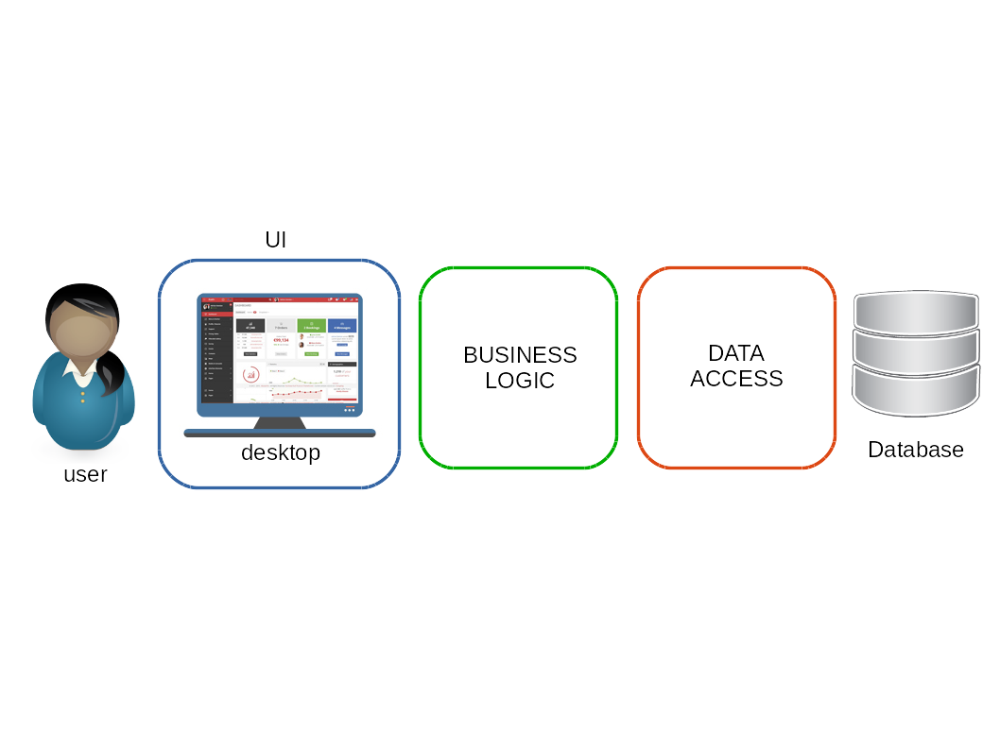 UI
BUSINESS
LOGIC
DATA
ACCESS
desktop
Database
user